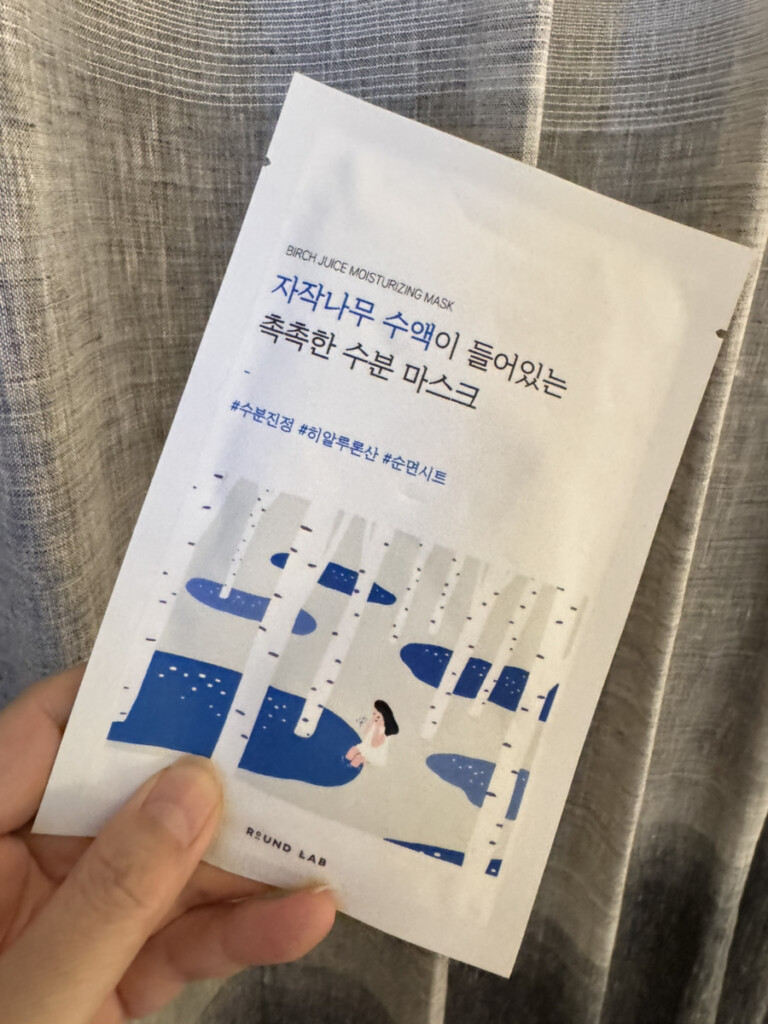 BIRCH JUICE MOISTURIZING MASK
자작나무 수액이 들어있는
촉촉한 수분 마스크
#수분진정 #히알루론산 #순면시트
ROUND LAB